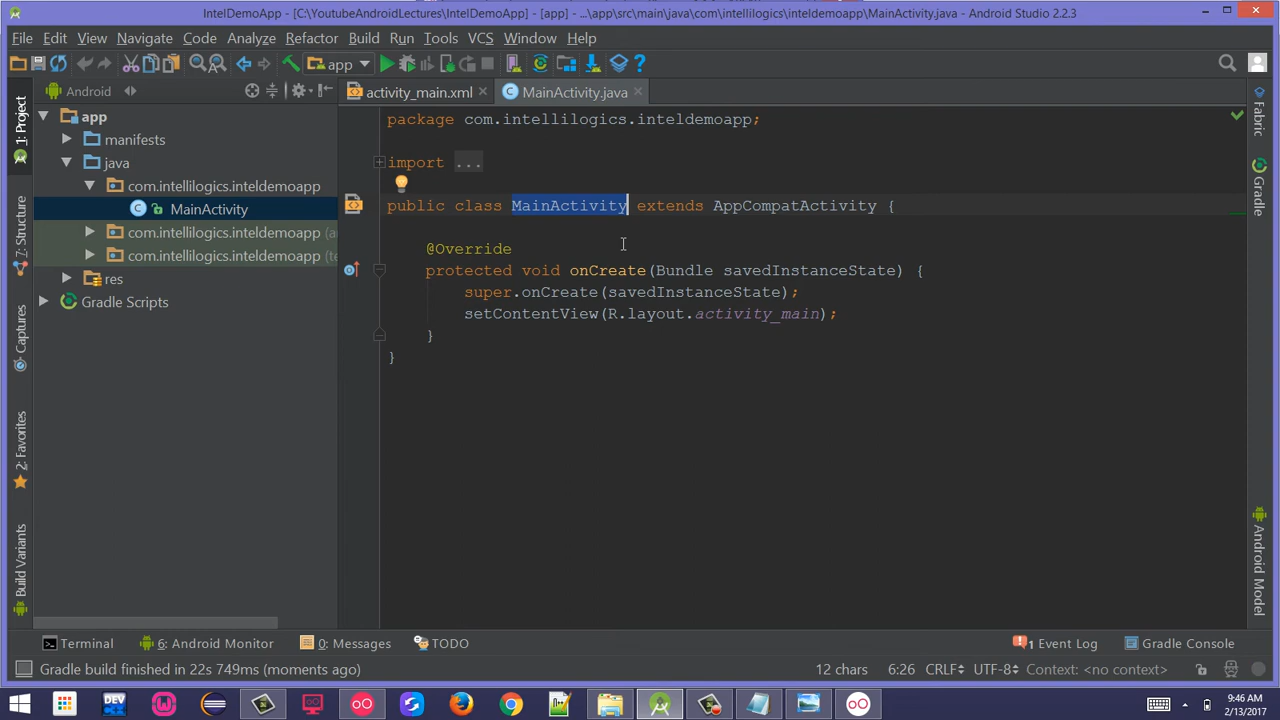 IntelDemoApp - [C:\YoutubeAndroidLectures\IntelDemoApp] - [app] - ...\app\src\main\java\com\intellilogics\inteldemoapp\MainActivity.java - Android Studio 2.2.3
File Edit View Navigate Code Analyze Refactor Build Run Tools VCS Window Help
app
Android
activity_main.xml
MainActivity.java
1: Project
7: Structure
Captures
2: Favorites
Build Variants
app
manifests
java
com.intellilogics.inteldemoapp
MainActivity
com.intellilogics.inteldemoapp (a
com.intellilogics.inteldemoapp (te
res
Gradle Scripts
package com.intellilogics.inteldemoapp;
import ...
public class MainActivity extends AppCompatActivity {
@Override
protected void onCreate(Bundle savedInstanceState) {
super.onCreate(savedInstanceState);
setContentView(R.layout.activity_main);
}
}
Fabric
Gradle
Android Model
Terminal 6: Android Monitor 0: Messages TODO 1 Event Log Gradle Console
Gradle build finished in 22s 749ms (moments ago) 12 chars 6:26 CRLF UTF-8 Context: <no context>
DEV
9:46 AM
2/13/2017